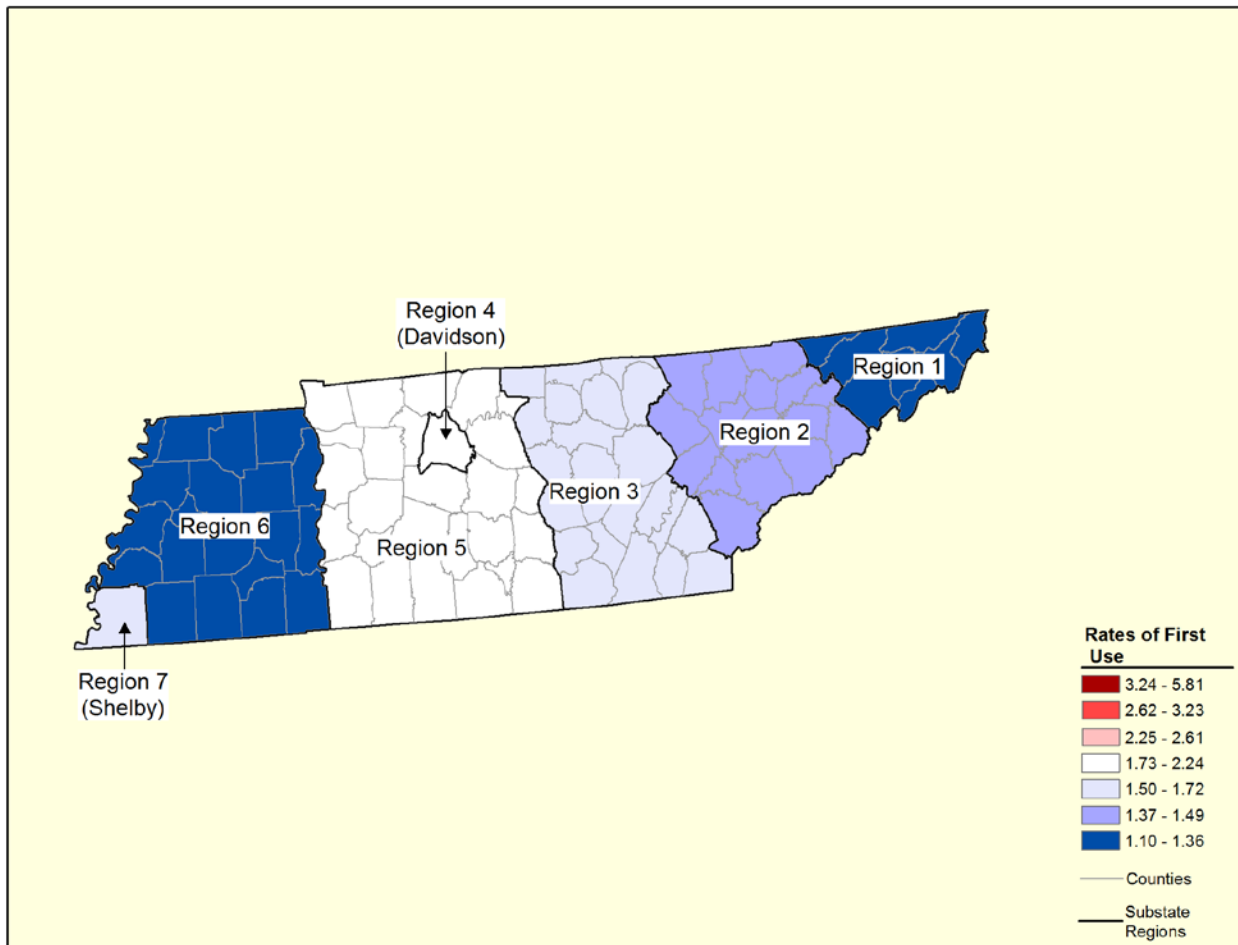 Region 4
(Davidson)
Region 1
Region 2
Region 3
Region 6
Region 5
Region 7
(Shelby)
Rates of First
Use
3.24 - 5.81
2.62 - 3.23
2.25 - 2.61
1.73 - 2.24
1.50 - 1.72
1.37 - 1.49
1.10 - 1.36
Counties
Substate
Regions